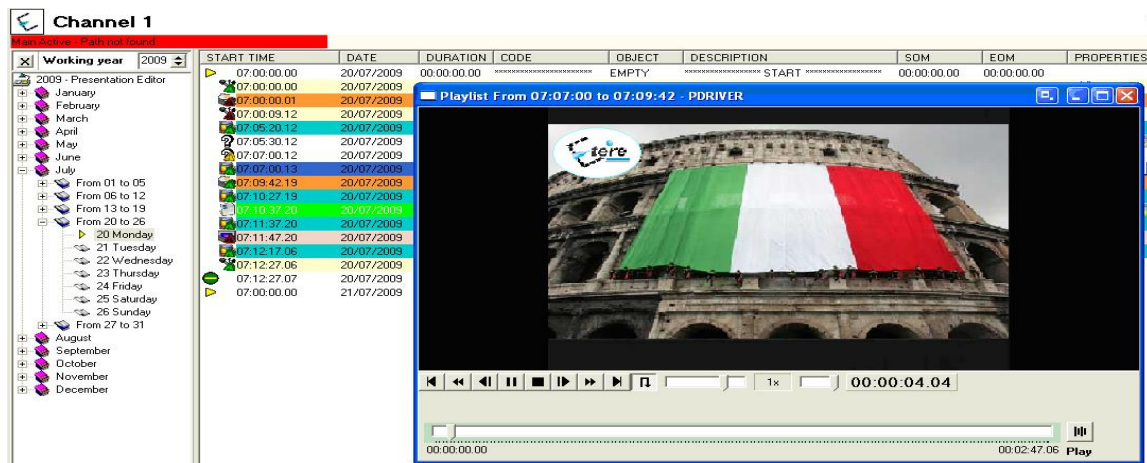 Channel 1
Main Active - Path not found
Working year 2009
START TIME DATE DURATION CODE OBJECT DESCRIPTION SOM EOM PROPERTIES
2009 - Presentation Editor
January
February
March
April
May
June
July
From 01 to 05
From 06 to 12
From 13 to 19
From 20 to 26
20 Monday
21 Tuesday
22 Wednesday
23 Thursday
24 Friday
25 Saturday
26 Sunday
From 27 to 31
August
September
October
November
December
07:00:00.00 20/07/2009 00:00:00.00 EMPTY START 00:00:00.00 00:00:00.00
07:00:00.00 20/07/2009
07:00:00.01 20/07/2009
07:00:09.12 20/07/2009
07:05:20.12 20/07/2009
07:05:30.12 20/07/2009
07:07:00.12 20/07/2009
07:07:00.13 20/07/2009
07:09:42.19 20/07/2009
07:10:27.19 20/07/2009
07:10:37.20 20/07/2009
07:11:37.20 20/07/2009
07:11:47.20 20/07/2009
07:12:17.06 20/07/2009
07:12:27.06 20/07/2009
07:12:27.07 20/07/2009
07:00:00.00 21/07/2009
Playlist From 07:07:00 to 07:09:42 - PDRIVER
Etere
1x 00:00:04.04
00:00:00.00 00:02:47.06 Play